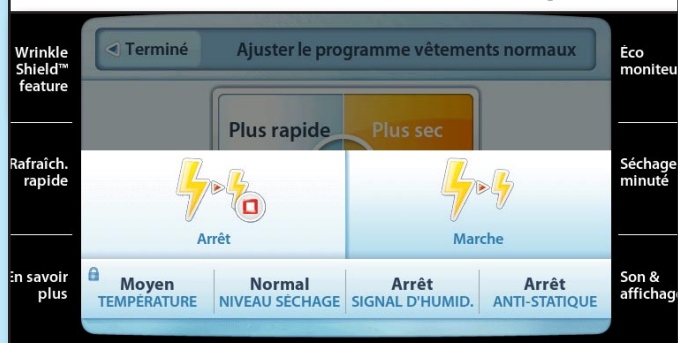 Wrinkle
Shield™
feature
Terminé
Ajuster le programme vêtements normaux
Éco
moniteu
Plus rapide
Plus sec
Rafraîch.
rapide
Séchage
minuté
Arrêt
Marche
En savoir
plus
Moyen
TEMPÉRATURE
Normal
NIVEAU SÉCHAGE
Arrêt
SIGNAL D'HUMID.
Arrêt
ANTI-STATIQUE
Son &
affichag